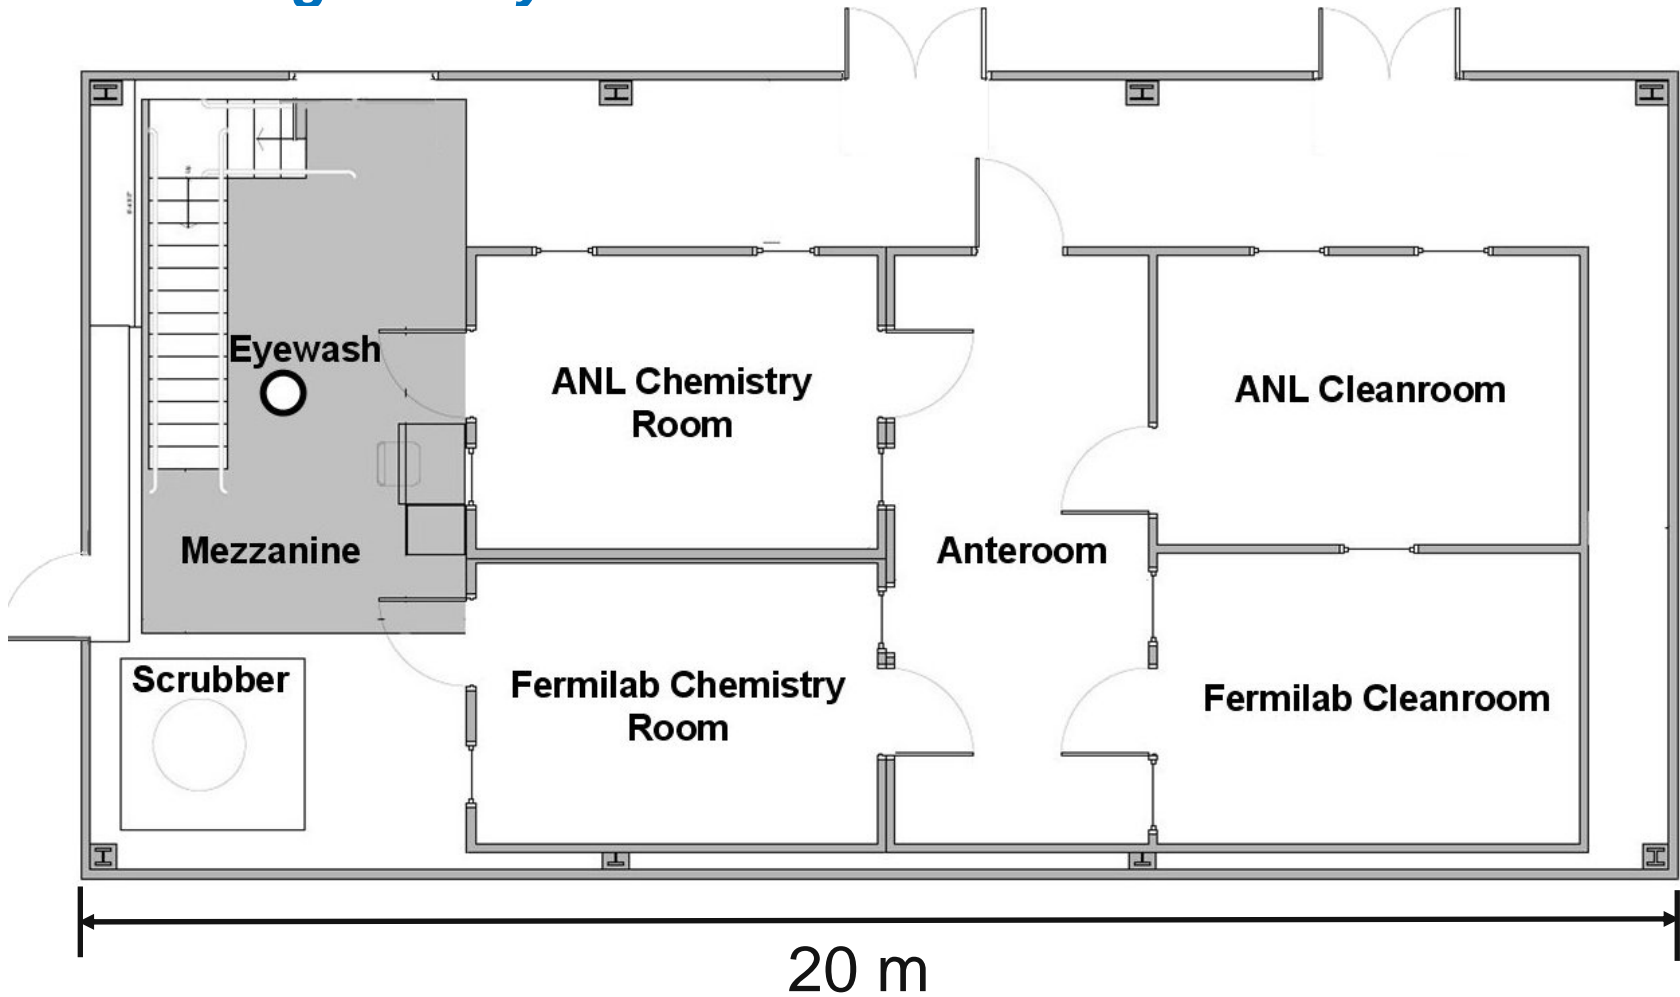 Eyewash
ANL Chemistry
Room
ANL Cleanroom
Mezzanine
Anteroom
Scrubber
Fermilab Chemistry
Room
Fermilab Cleanroom
20 m